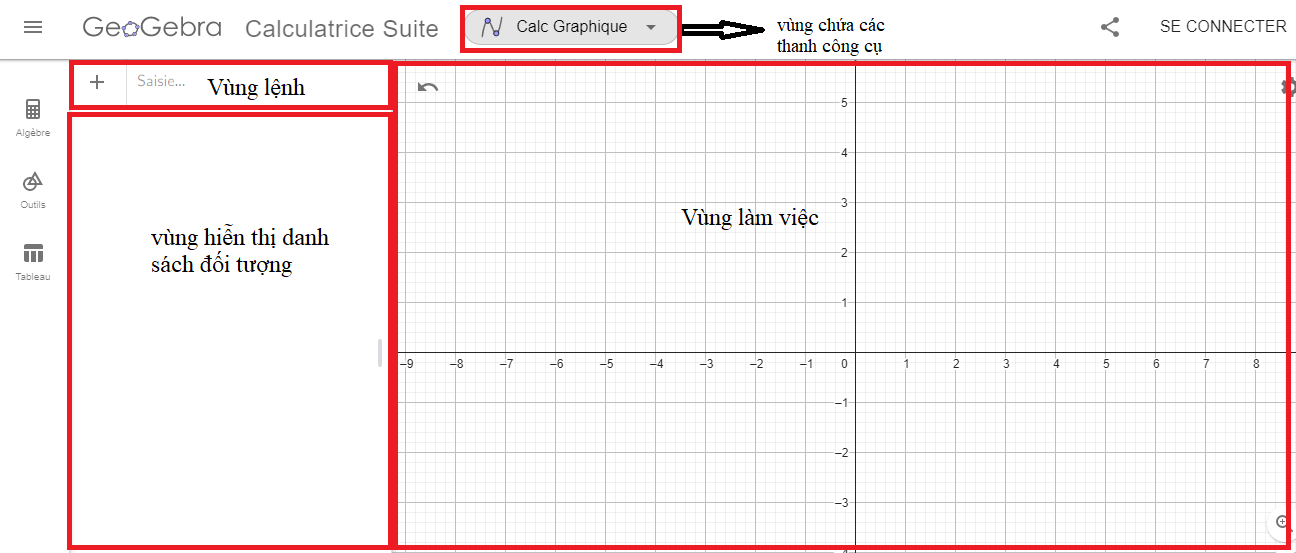 GeoGebra Calculatrice Suite
Calc Graphique
vùng chứa các
thanh công cụ
SE CONNECTER
Saisie...
Vùng lệnh
Algèbre
Outils
Tableau
vùng hiễn thị danh
sách đối tượng
Vùng làm việc
5
4
3
2
1
–9 –8 –7 –6 –5 –4 –3 –2 –1 0 1 2 3 4 5 6 7 8
–1
–2
–3